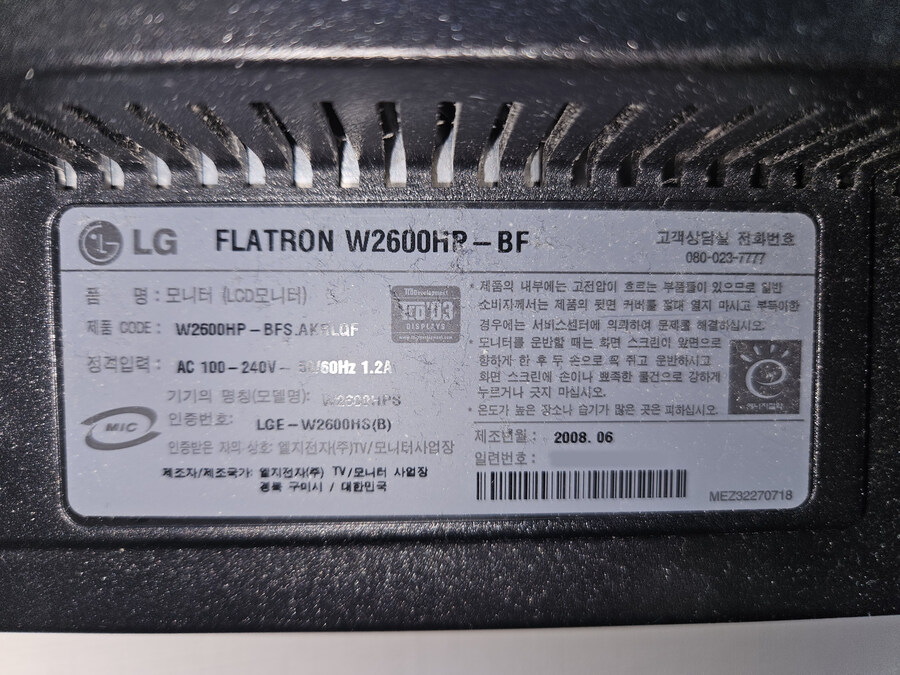 LG FLATRON W2600HP-BF
고객상담실 전화번호
080-023-7777
품 명 : 모니터 (LCD모니터)
제품 CODE : W2600HP-BFS
정격입력 : AC 100-240V~ 50/60Hz 1.2A
기기의 명칭(모델명): W2600HPS
MIC
인증번호: LGE-W2600HS(B)
인증받은 자의 상호: 엘지전자(주)TV/모니터사업장
제조자/제조국가: 엘지전자(주) TV/모니터 사업장
경북 구미시 / 대한민국
TCO'03
DISPLAYS
* 제품의 내부에는 고전압이 흐르는 부품들이 있으므로 일반
소비자께서는 제품의 뒷면 커버를 절대 열지 마시고 부득이한
경우에는 서비스센터에 의뢰하여 문제를 해결하십시오.
* 모니터를 운반할 때는 화면 스크린이 앞면으로
향하게 한 후 두 손으로 꼭 쥐고 운반하시고
화면 스크린에 손이나 뾰족한 물건으로 강하게
누르거나 긋지 마십시오.
* 온도가 높은 장소나 습기가 많은 곳은 피하십시오.
에너지절약
제조년월 : 2008. 06
일련번호 :
MEZ32270718